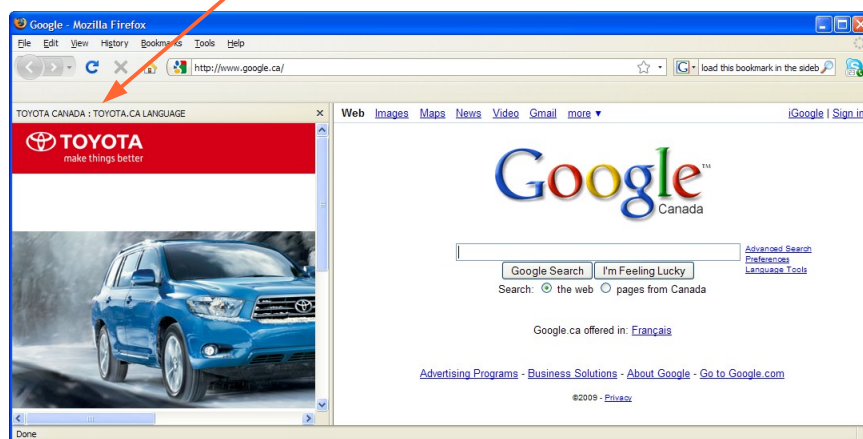 Google - Mozilla Firefox
File Edit View History Bookmarks Tools Help
http://www.google.ca/
G load this bookmark in the sideb
TOYOTA CANADA : TOYOTA.CA LANGUAGE
TOYOTA
make things better
Web Images Maps News Video Gmail more ▼
iGoogle | Sign in
Google™
Canada
Advanced Search
Preferences
Language Tools
Google Search I'm Feeling Lucky
Search: the web pages from Canada
Google.ca offered in: Français
Advertising Programs - Business Solutions - About Google - Go to Google.com
©2009 - Privacy
Done